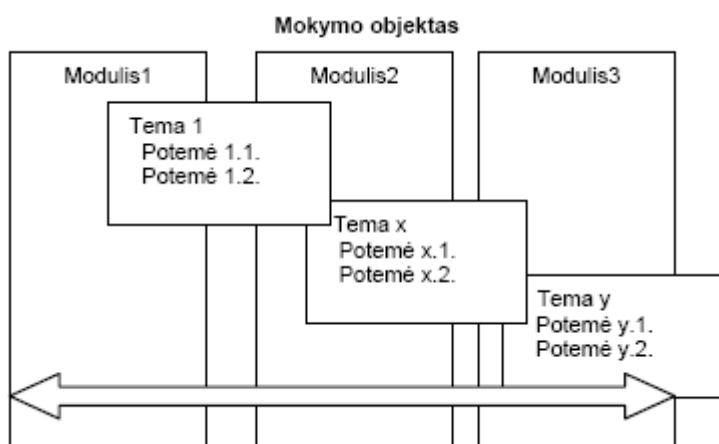 Mokymo objektas
Modulis1
Modulis2
Modulis3
Tema 1
Potemė 1.1.
Potemė 1.2.
Tema x
Potemė x.1.
Potemė x.2.
Tema y
Potemė y.1.
Potemė y.2.